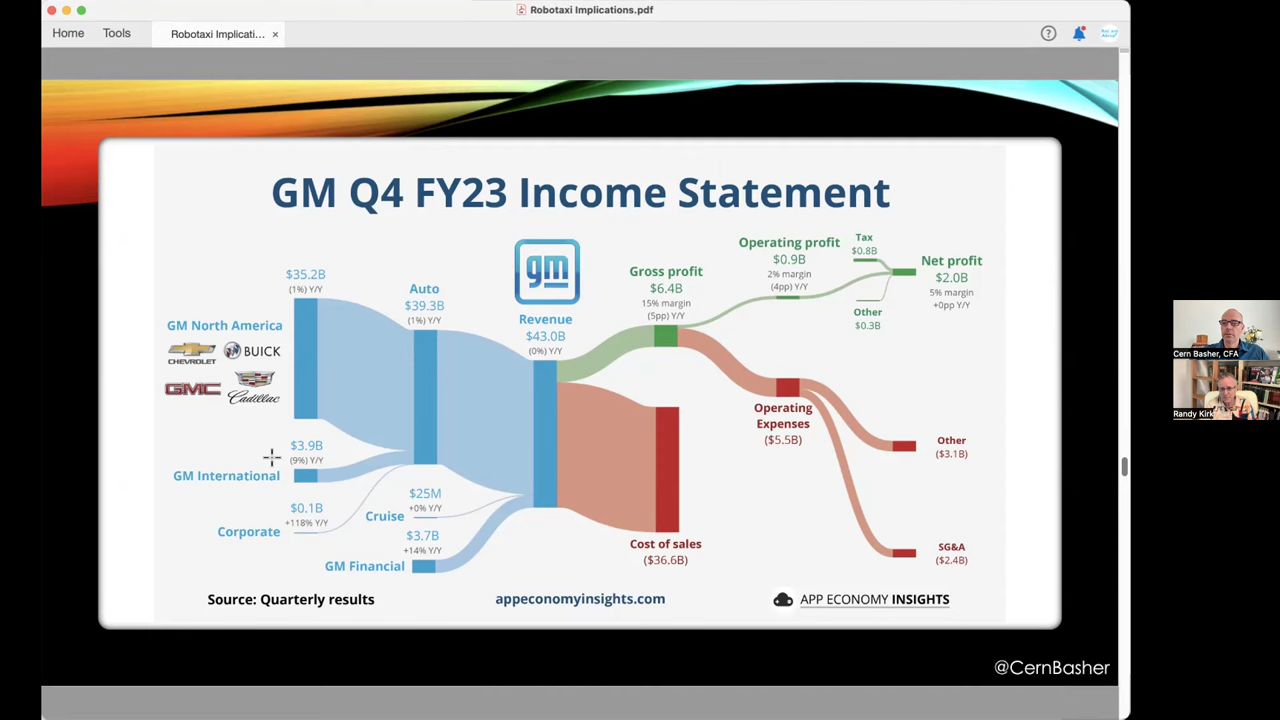 Robotaxi Implications.pdf
Home
Tools
Robotaxi Implicati...
×
?
GM Q4 FY23 Income Statement
$35.2B
(1%) Y/Y
GM North America
CHEVROLET
BUICK
GMC
Cadillac
$3.9B
(9%) Y/Y
GM International
$0.1B
+118% Y/Y
Corporate
Auto
$39.3B
(1%) Y/Y
$25M
+0% Y/Y
Cruise
$3.7B
+14% Y/Y
GM Financial
gm
Revenue
$43.0B
(0%) Y/Y
Gross profit
$6.4B
15% margin
(5pp) Y/Y
Operating profit
$0.9B
2% margin
(4pp) Y/Y
Tax
$0.8B
Other
$0.3B
Net profit
$2.0B
5% margin
+0pp Y/Y
Operating
Expenses
($5.5B)
Other
($3.1B)
SG&A
($2.4B)
Cost of sales
($36.6B)
Source: Quarterly results
appeconomyinsights.com
APP ECONOMY INSIGHTS
@CernBasher
Cern Basher, CFA
Randy Kirk